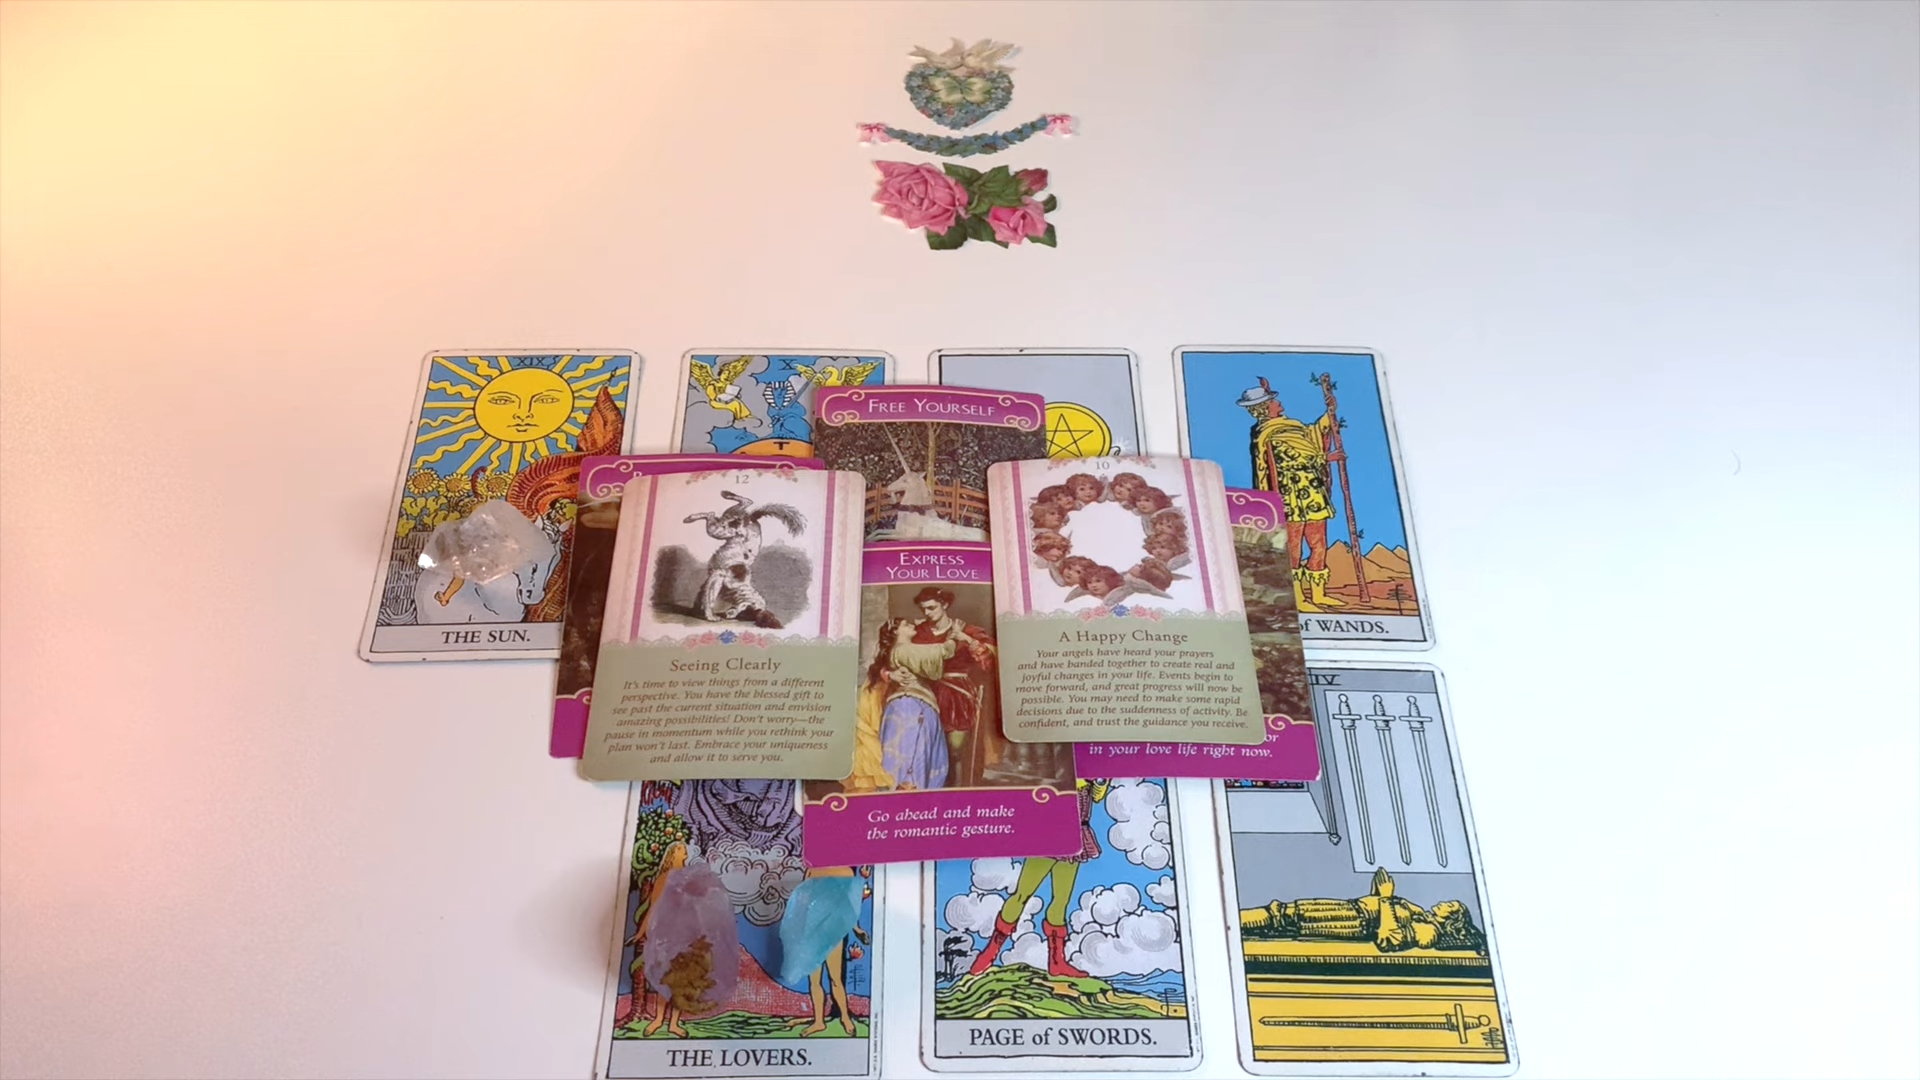 XIX
X
FREE YOURSELF
12
10
EXPRESS
YOUR LOVE
THE SUN.
of WANDS.
Seeing Clearly
It's time to view things from a different
perspective. You have the blessed gift to
see past the current situation and envision
amazing possibilities! Don't worry—the
pause in momentum while you rethink your
plan won't last. Embrace your uniqueness
and allow it to serve you.
A Happy Change
Your angels have heard your prayers
and have banded together to create real and
joyful changes in your life. Events begin to
move forward, and great progress will now be
possible. You may need to make some rapid
decisions due to the suddenness of activity. Be
confident, and trust the guidance you receive.
IV
or
in your love life right now.
Go ahead and make
the romantic gesture.
THE LOVERS.
PAGE of SWORDS.